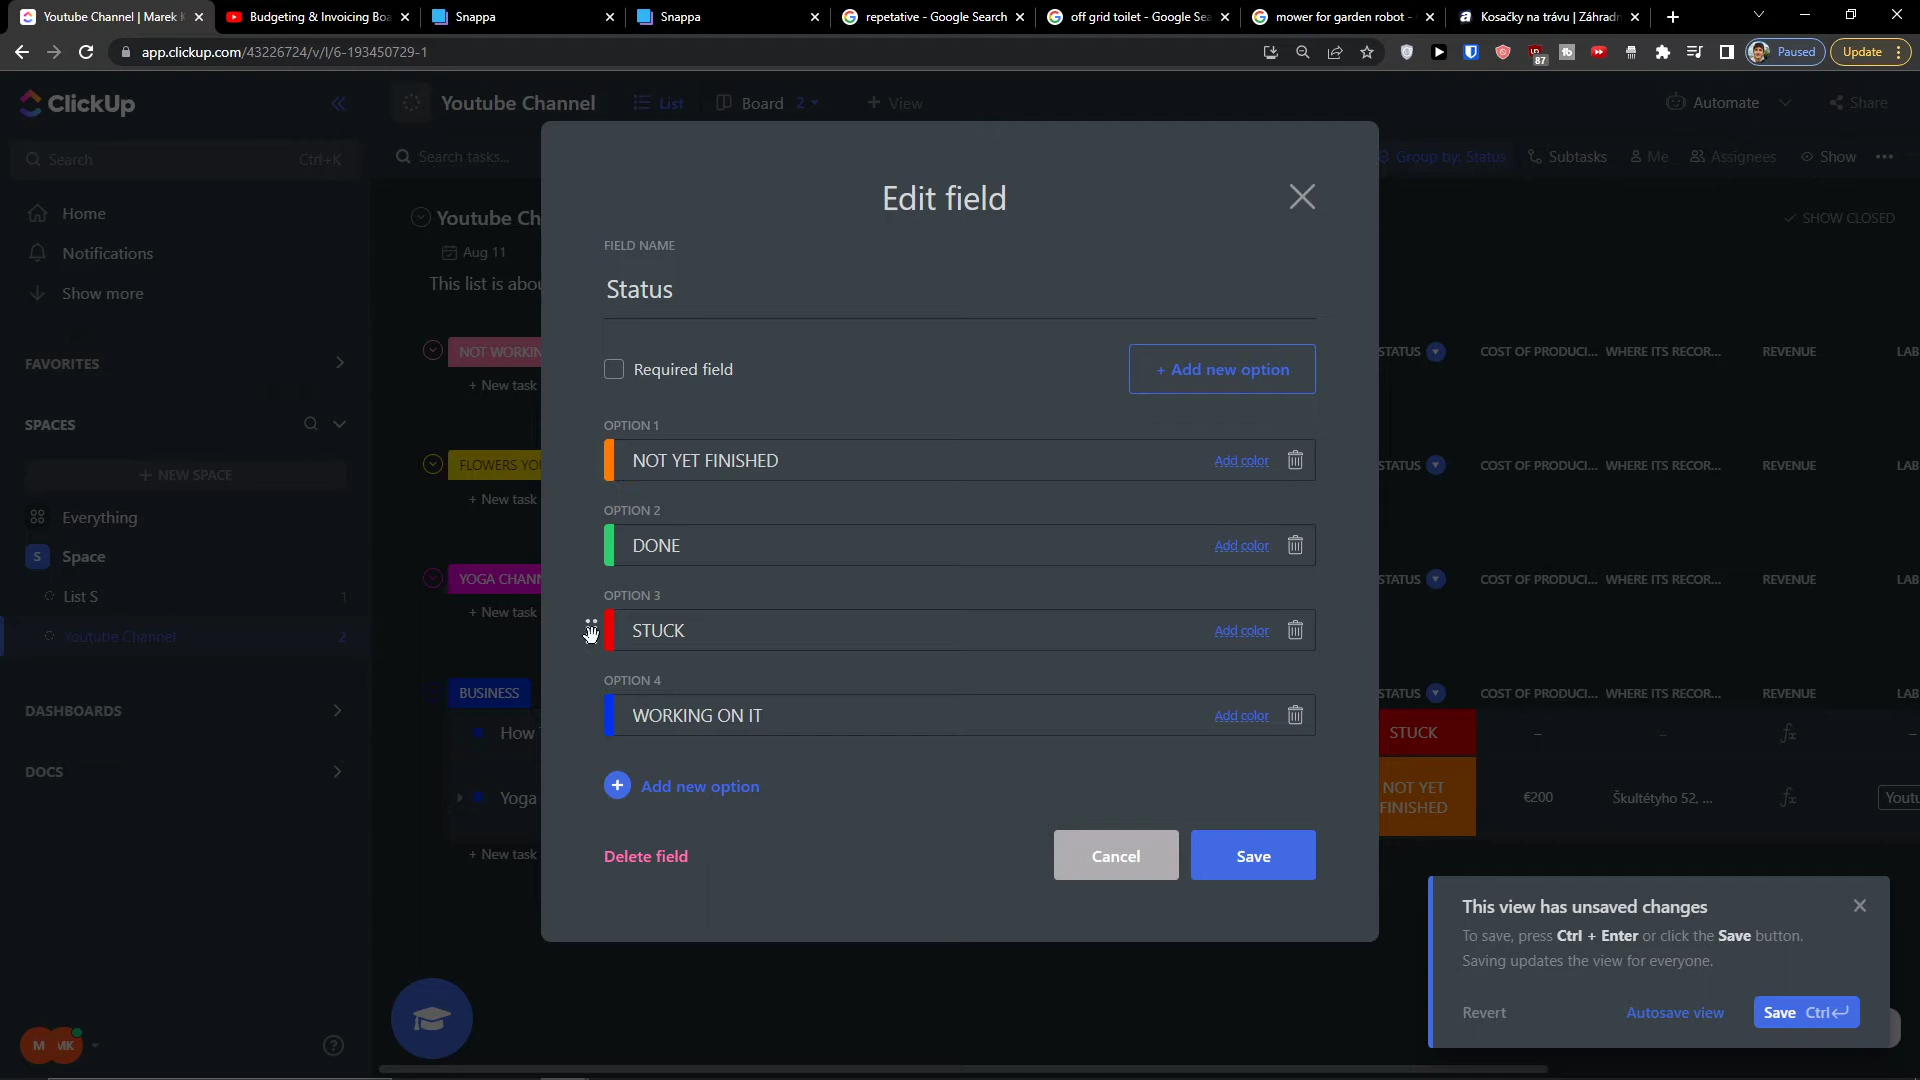 Youtube Channel | Marek
Budgeting & Invoicing Bo
Snappa
Snappa
repetative - Google Search
off grid toilet - Google Se
mower for garden robot -
Kosačky na trávu | Záhrad
app.clickup.com/43226724/v/l/6-193450729-1
87
Paused
Update
ClickUp
Youtube Channel
List
Board 2
+ View
Automate
Share
Search Ctrl+K
Search tasks...
Group by: Status
Subtasks
Me
Assignees
Show
Home
Notifications
Show more
FAVORITES
SPACES
+ NEW SPACE
Everything
S Space
List S 1
Youtube Channel 2
DASHBOARDS
DOCS
M MK
Youtube Ch
SHOW CLOSED
Aug 11
This list is abou
NOT WORKIN
STATUS COST OF PRODUCI... WHERE ITS RECOR... REVENUE LAB
+ New task
FLOWERS YO
STATUS COST OF PRODUCI... WHERE ITS RECOR... REVENUE LAB
+ New task
YOGA CHANN
STATUS COST OF PRODUCI... WHERE ITS RECOR... REVENUE LAB
+ New task
BUSINESS
STATUS COST OF PRODUCI... WHERE ITS RECOR... REVENUE LAB
How
STUCK – – fx –
Yoga
NOT YET FINISHED €200 Škultétyho 52, ... fx Yout
+ New task
Edit field
FIELD NAME
Status
Required field
+ Add new option
OPTION 1
NOT YET FINISHED Add color
OPTION 2
DONE Add color
OPTION 3
STUCK Add color
OPTION 4
WORKING ON IT Add color
+ Add new option
Delete field
Cancel
Save
This view has unsaved changes
To save, press Ctrl + Enter or click the Save button.
Saving updates the view for everyone.
Revert
Autosave view
Save Ctrl